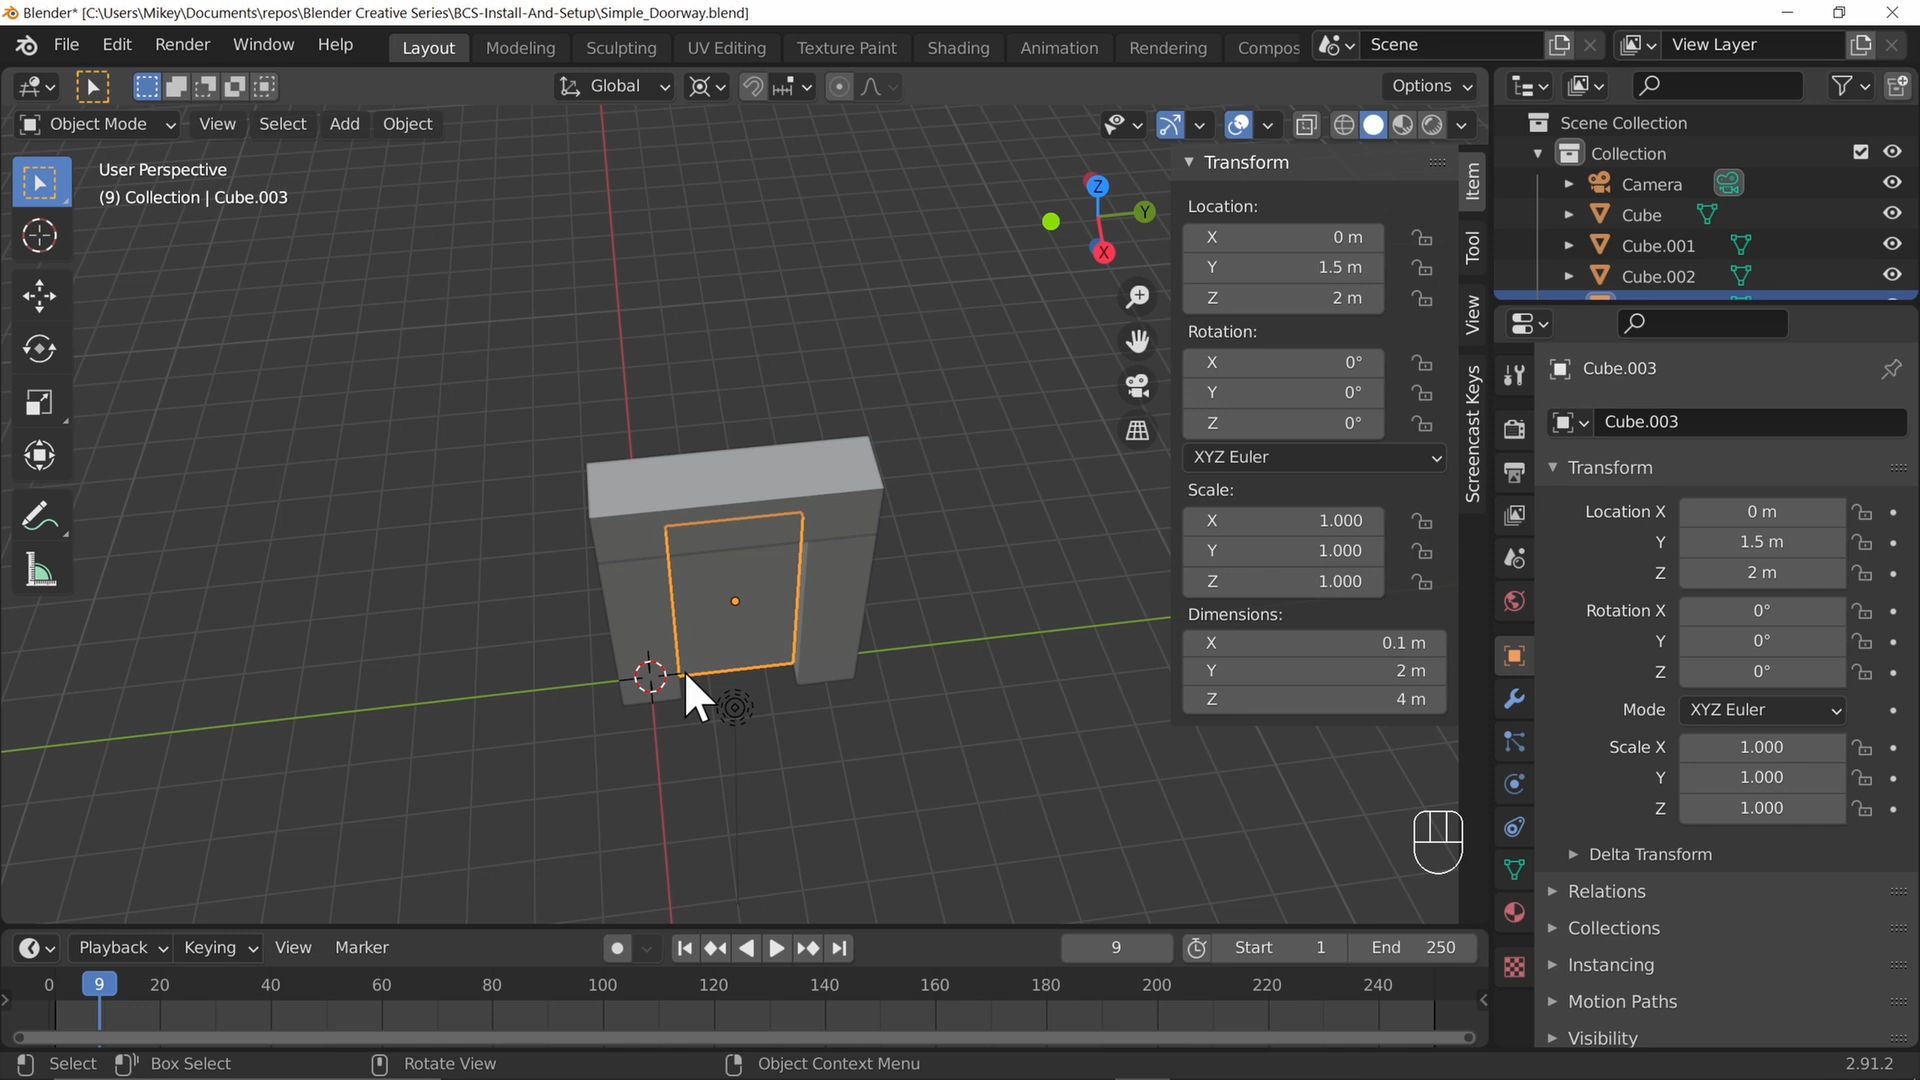 Blender* [C:\Users\Mikey\Documents\repos\Blender Creative Series\BCS-Install-And-Setup\Simple_Doorway.blend]
File Edit Render Window Help Layout Modeling Sculpting UV Editing Texture Paint Shading Animation Rendering Compos Scene View Layer
Global Options
Object Mode View Select Add Object
User Perspective
(9) Collection | Cube.003
Z
Y
X
Transform
Location:
X 0 m
Y 1.5 m
Z 2 m
Rotation:
X 0°
Y 0°
Z 0°
XYZ Euler
Scale:
X 1.000
Y 1.000
Z 1.000
Dimensions:
X 0.1 m
Y 2 m
Z 4 m
Item
Tool
View
Screencast Keys
Scene Collection
Collection
Camera
Cube
Cube.001
Cube.002
Cube.003
Cube.003
Transform
Location X 0 m
Y 1.5 m
Z 2 m
Rotation X 0°
Y 0°
Z 0°
Mode XYZ Euler
Scale X 1.000
Y 1.000
Z 1.000
Delta Transform
Relations
Collections
Instancing
Motion Paths
Visibility
Playback Keying View Marker 9 Start 1 End 250
0 9 20 40 60 80 100 120 140 160 180 200 220 240
Select Box Select Rotate View Object Context Menu 2.91.2